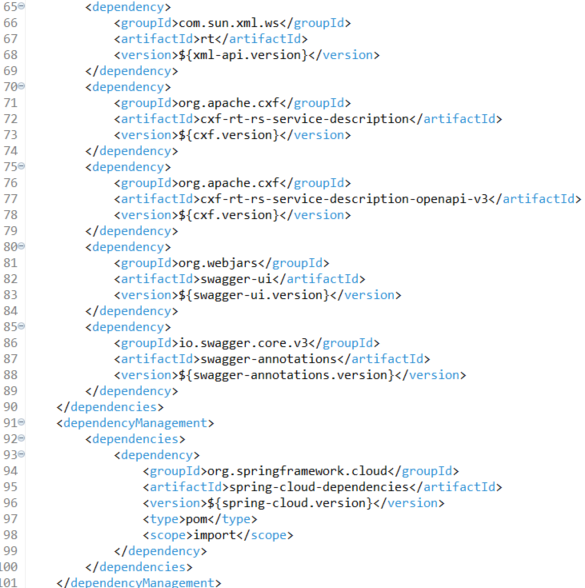 65 <dependency>
66 <groupId>com.sun.xml.ws</groupId>
67 <artifactId>rt</artifactId>
68 <version>${xml-api.version}</version>
69 </dependency>
70 <dependency>
71 <groupId>org.apache.cxf</groupId>
72 <artifactId>cxf-rt-rs-service-description</artifactId>
73 <version>${cxf.version}</version>
74 </dependency>
75 <dependency>
76 <groupId>org.apache.cxf</groupId>
77 <artifactId>cxf-rt-rs-service-description-openapi-v3</artifactId>
78 <version>${cxf.version}</version>
79 </dependency>
80 <dependency>
81 <groupId>org.webjars</groupId>
82 <artifactId>swagger-ui</artifactId>
83 <version>${swagger-ui.version}</version>
84 </dependency>
85 <dependency>
86 <groupId>io.swagger.core.v3</groupId>
87 <artifactId>swagger-annotations</artifactId>
88 <version>${swagger-annotations.version}</version>
89 </dependency>
90 </dependencies>
91 <dependencyManagement>
92 <dependencies>
93 <dependency>
94 <groupId>org.springframework.cloud</groupId>
95 <artifactId>spring-cloud-dependencies</artifactId>
96 <version>${spring-cloud.version}</version>
97 <type>pom</type>
98 <scope>import</scope>
99 </dependency>
100 </dependencies>
101 </dependencyManagement>